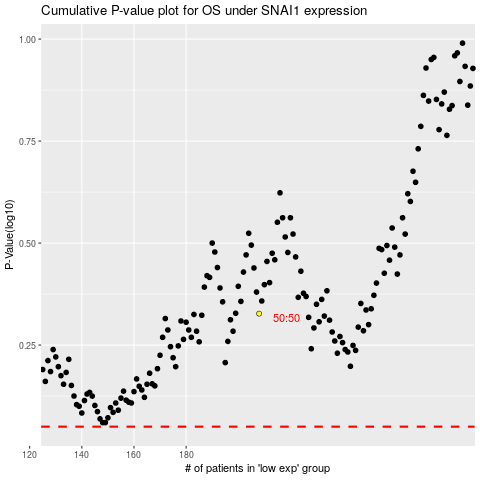 Cumulative P-value plot for OS under SNAI1 expression
1.00
0.75
0.50
0.25
P-Value(log10)
50:50
120 140 160 180
# of patients in 'low exp' group